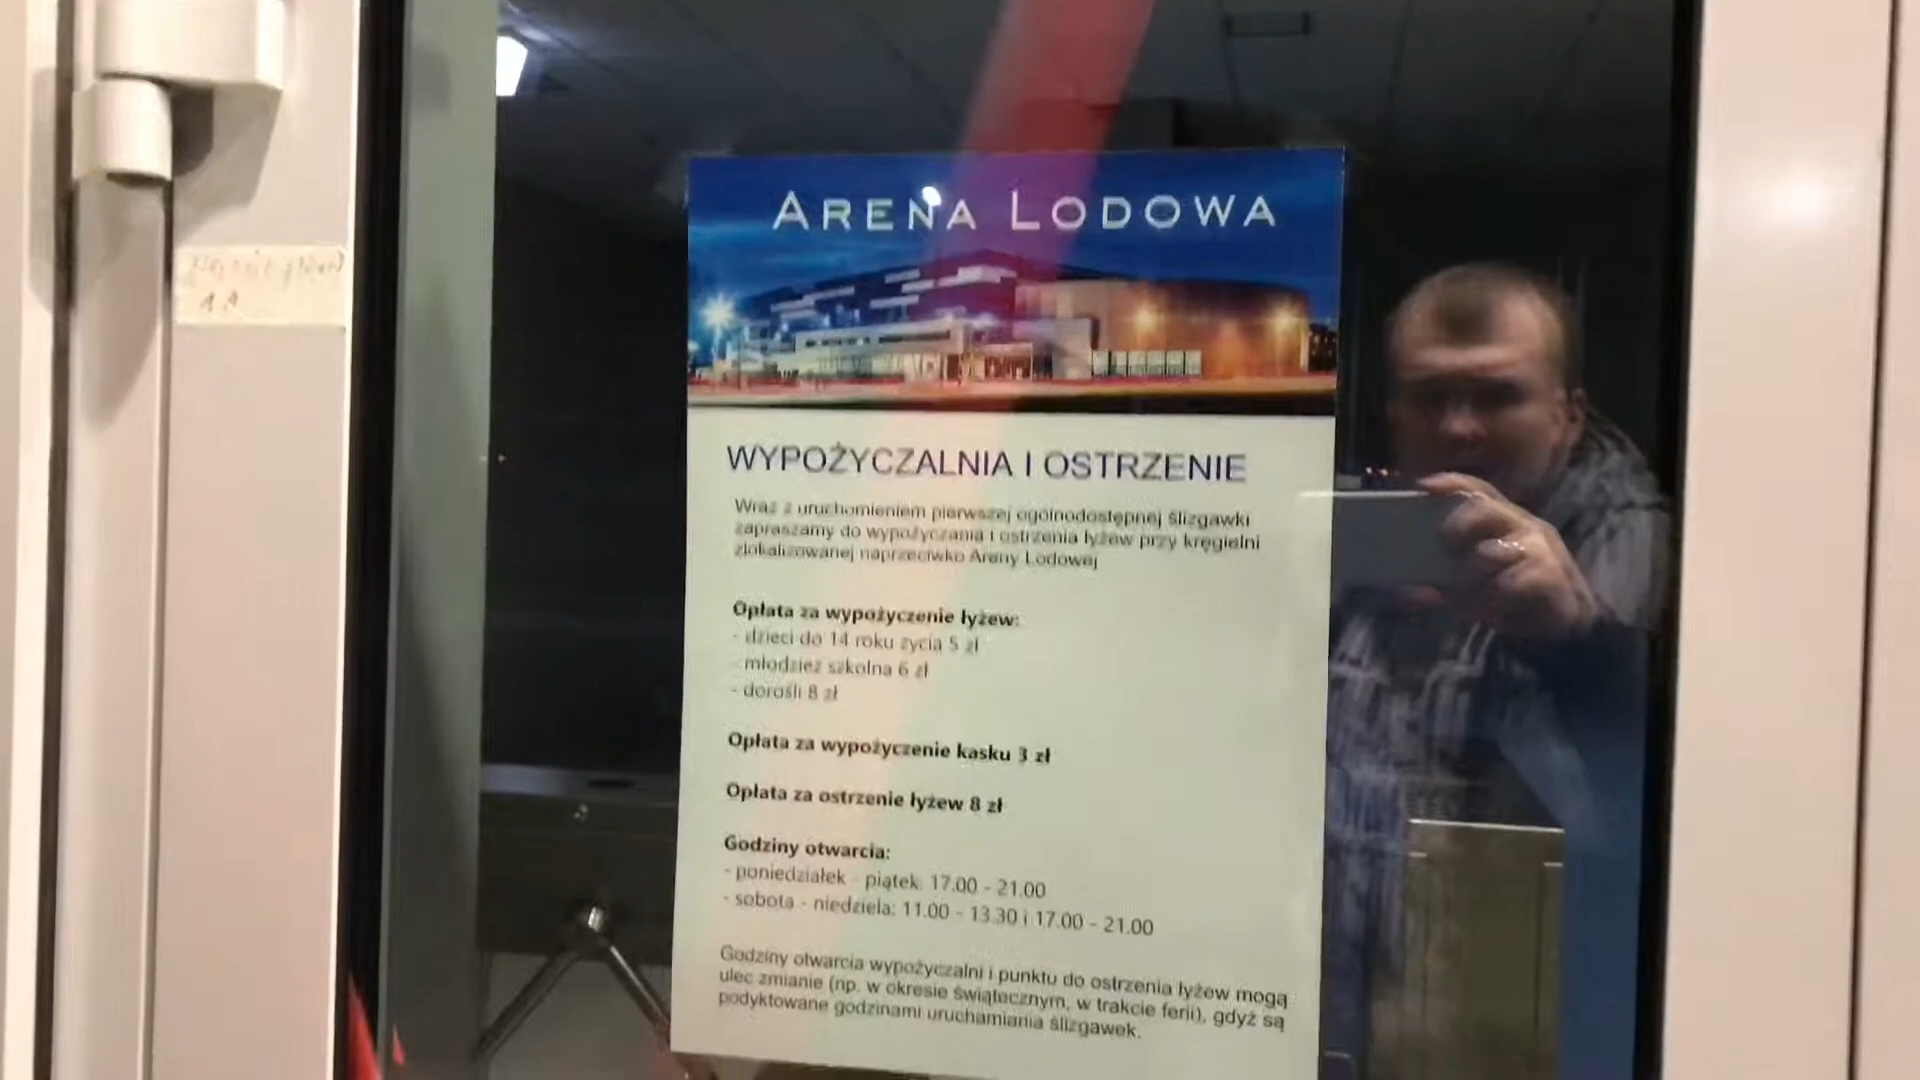 ARENA LODOWA
WYPOŻYCZALNIA I OSTRZENIE
Wraz z uruchomieniem pierwszej ogólnodostępnej ślizgawki
zapraszamy do wypożyczania i ostrzenia łyżew przy kręgielni
zlokalizowanej naprzeciwko Areny Lodowej
Opłata za wypożyczenie łyżew:
- dzieci do 14 roku życia 5 zł
- młodzież szkolna 6 zł
- dorośli 8 zł
Opłata za wypożyczenie kasku 3 zł
Opłata za ostrzenie łyżew 8 zł
Godziny otwarcia:
- poniedziałek - piątek: 17.00 - 21.00
- sobota - niedziela: 11.00 - 13.30 i 17.00 - 21.00
Godziny otwarcia wypożyczalni i punktu do ostrzenia łyżew mogą
ulec zmianie (np. w okresie świątecznym, w trakcie ferii), gdyż są
podyktowane godzinami uruchamiania ślizgawek.